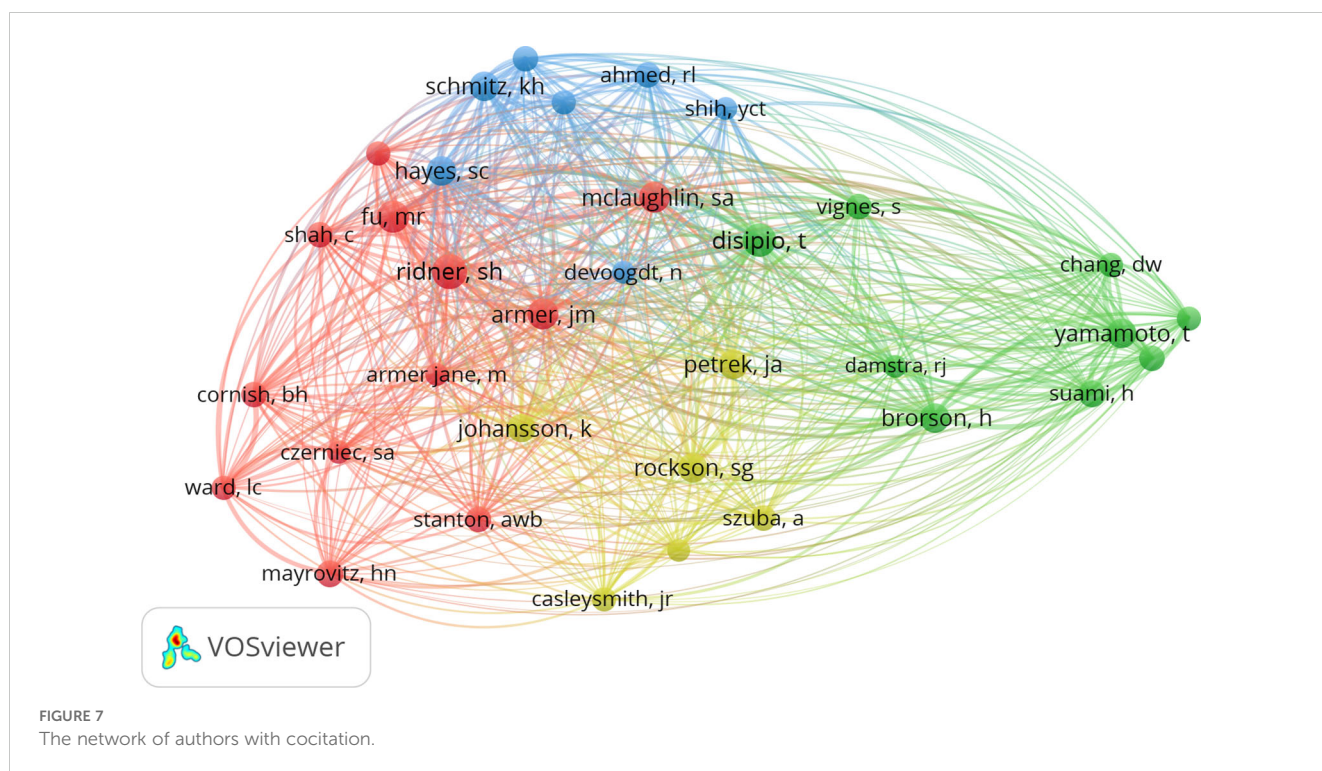 schmitz, kh
ahmed, rl
shih, yct
hayes, sc
mclaughlin, sa
fu, mr
vignes, s
shah, c
disipio, t
ridner, sh
devoogdt, n
chang, dw
armer, jm
yamamoto, t
petrek, ja
damstra, rj
armer jane, m
cornish, bh
suami, h
brorson, h
johansson, k
czerniec, sa
rockson, sg
ward, lc
stanton, awb
szuba, a
mayrovitz, hn
casleysmith, jr
VOSviewer
FIGURE 7
The network of authors with cocitation.